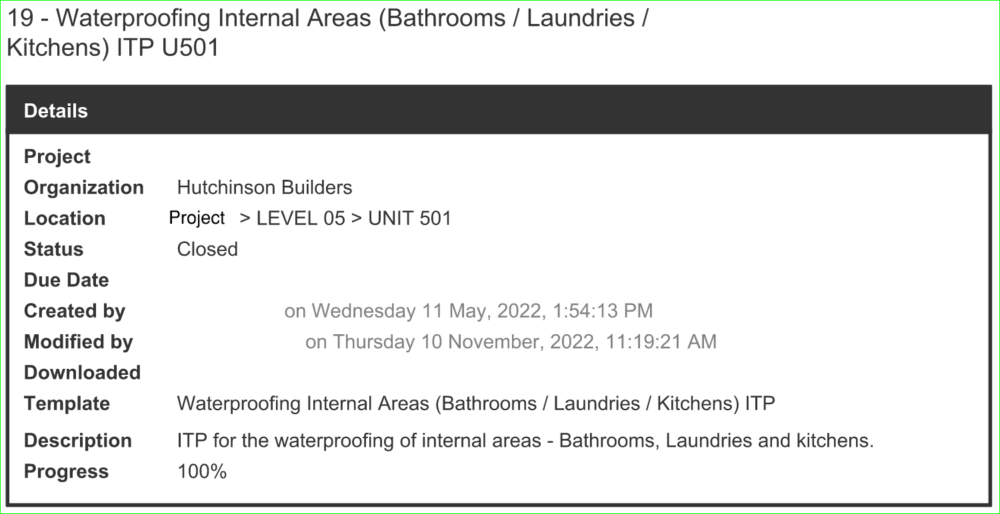 19 - Waterproofing Internal Areas (Bathrooms / Laundries /
Kitchens) ITP U501
Details
Project
Organization Hutchinson Builders
Location Project > LEVEL 05 > UNIT 501
Status Closed
Due Date
Created by on Wednesday 11 May, 2022, 1:54:13 PM
Modified by on Thursday 10 November, 2022, 11:19:21 AM
Downloaded
Template Waterproofing Internal Areas (Bathrooms / Laundries / Kitchens) ITP
Description ITP for the waterproofing of internal areas - Bathrooms, Laundries and kitchens.
Progress 100%